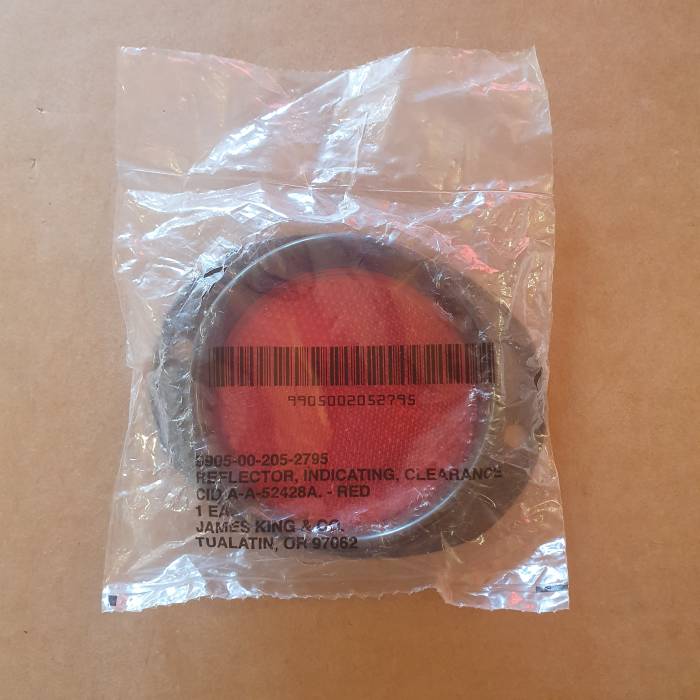 9905002052795
9905-00-205-2795
REFLECTOR, INDICATING, CLEARANCE
CID A-A-52428A. - RED
1 EA.
JAMES KING & CO.
TUALATIN, OR 97062